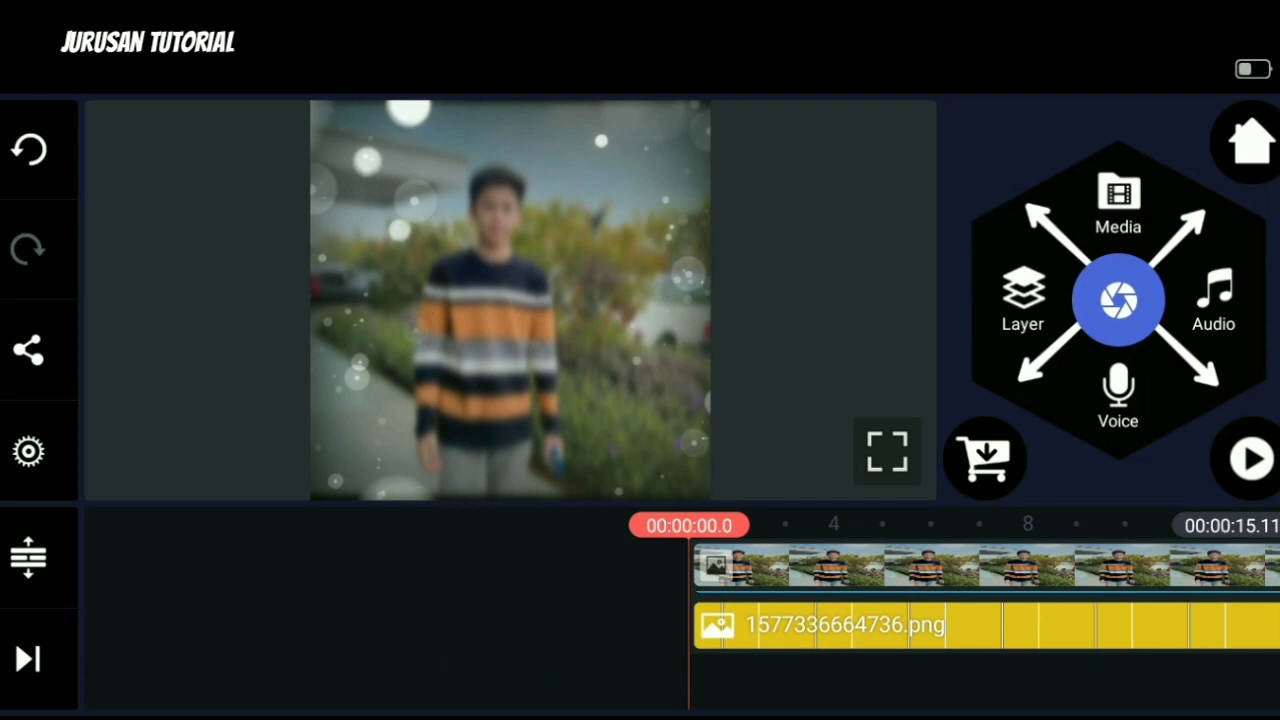 JURUSAN TUTORIAL
Media
Layer
Audio
Voice
00:00:00.0
4
8
00:00:15.11
1577336664736.png